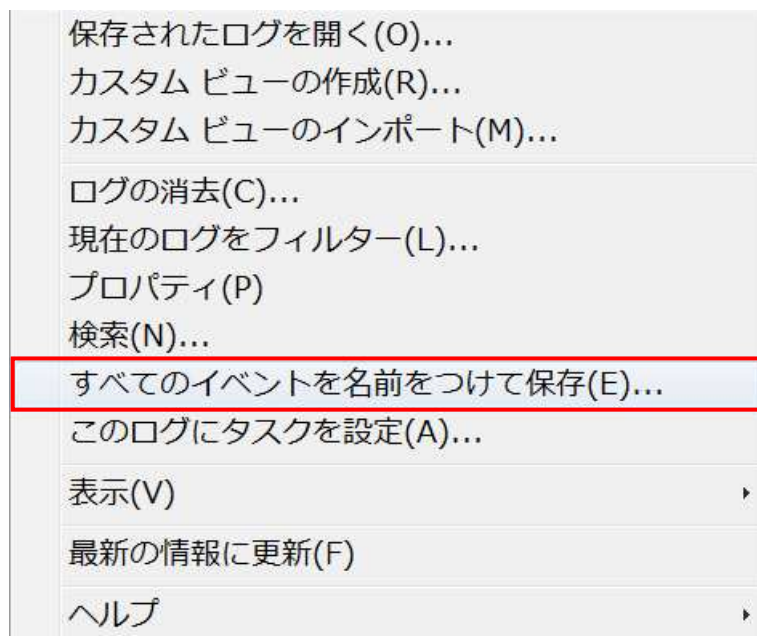 保存されたログを開く(O)...
カスタム ビューの作成(R)...
カスタム ビューのインポート(M)...
ログの消去(C)...
現在のログをフィルター(L)...
プロパティ(P)
検索(N)...
すべてのイベントを名前をつけて保存(E)...
このログにタスクを設定(A)...
表示(V)
最新の情報に更新(F)
ヘルプ